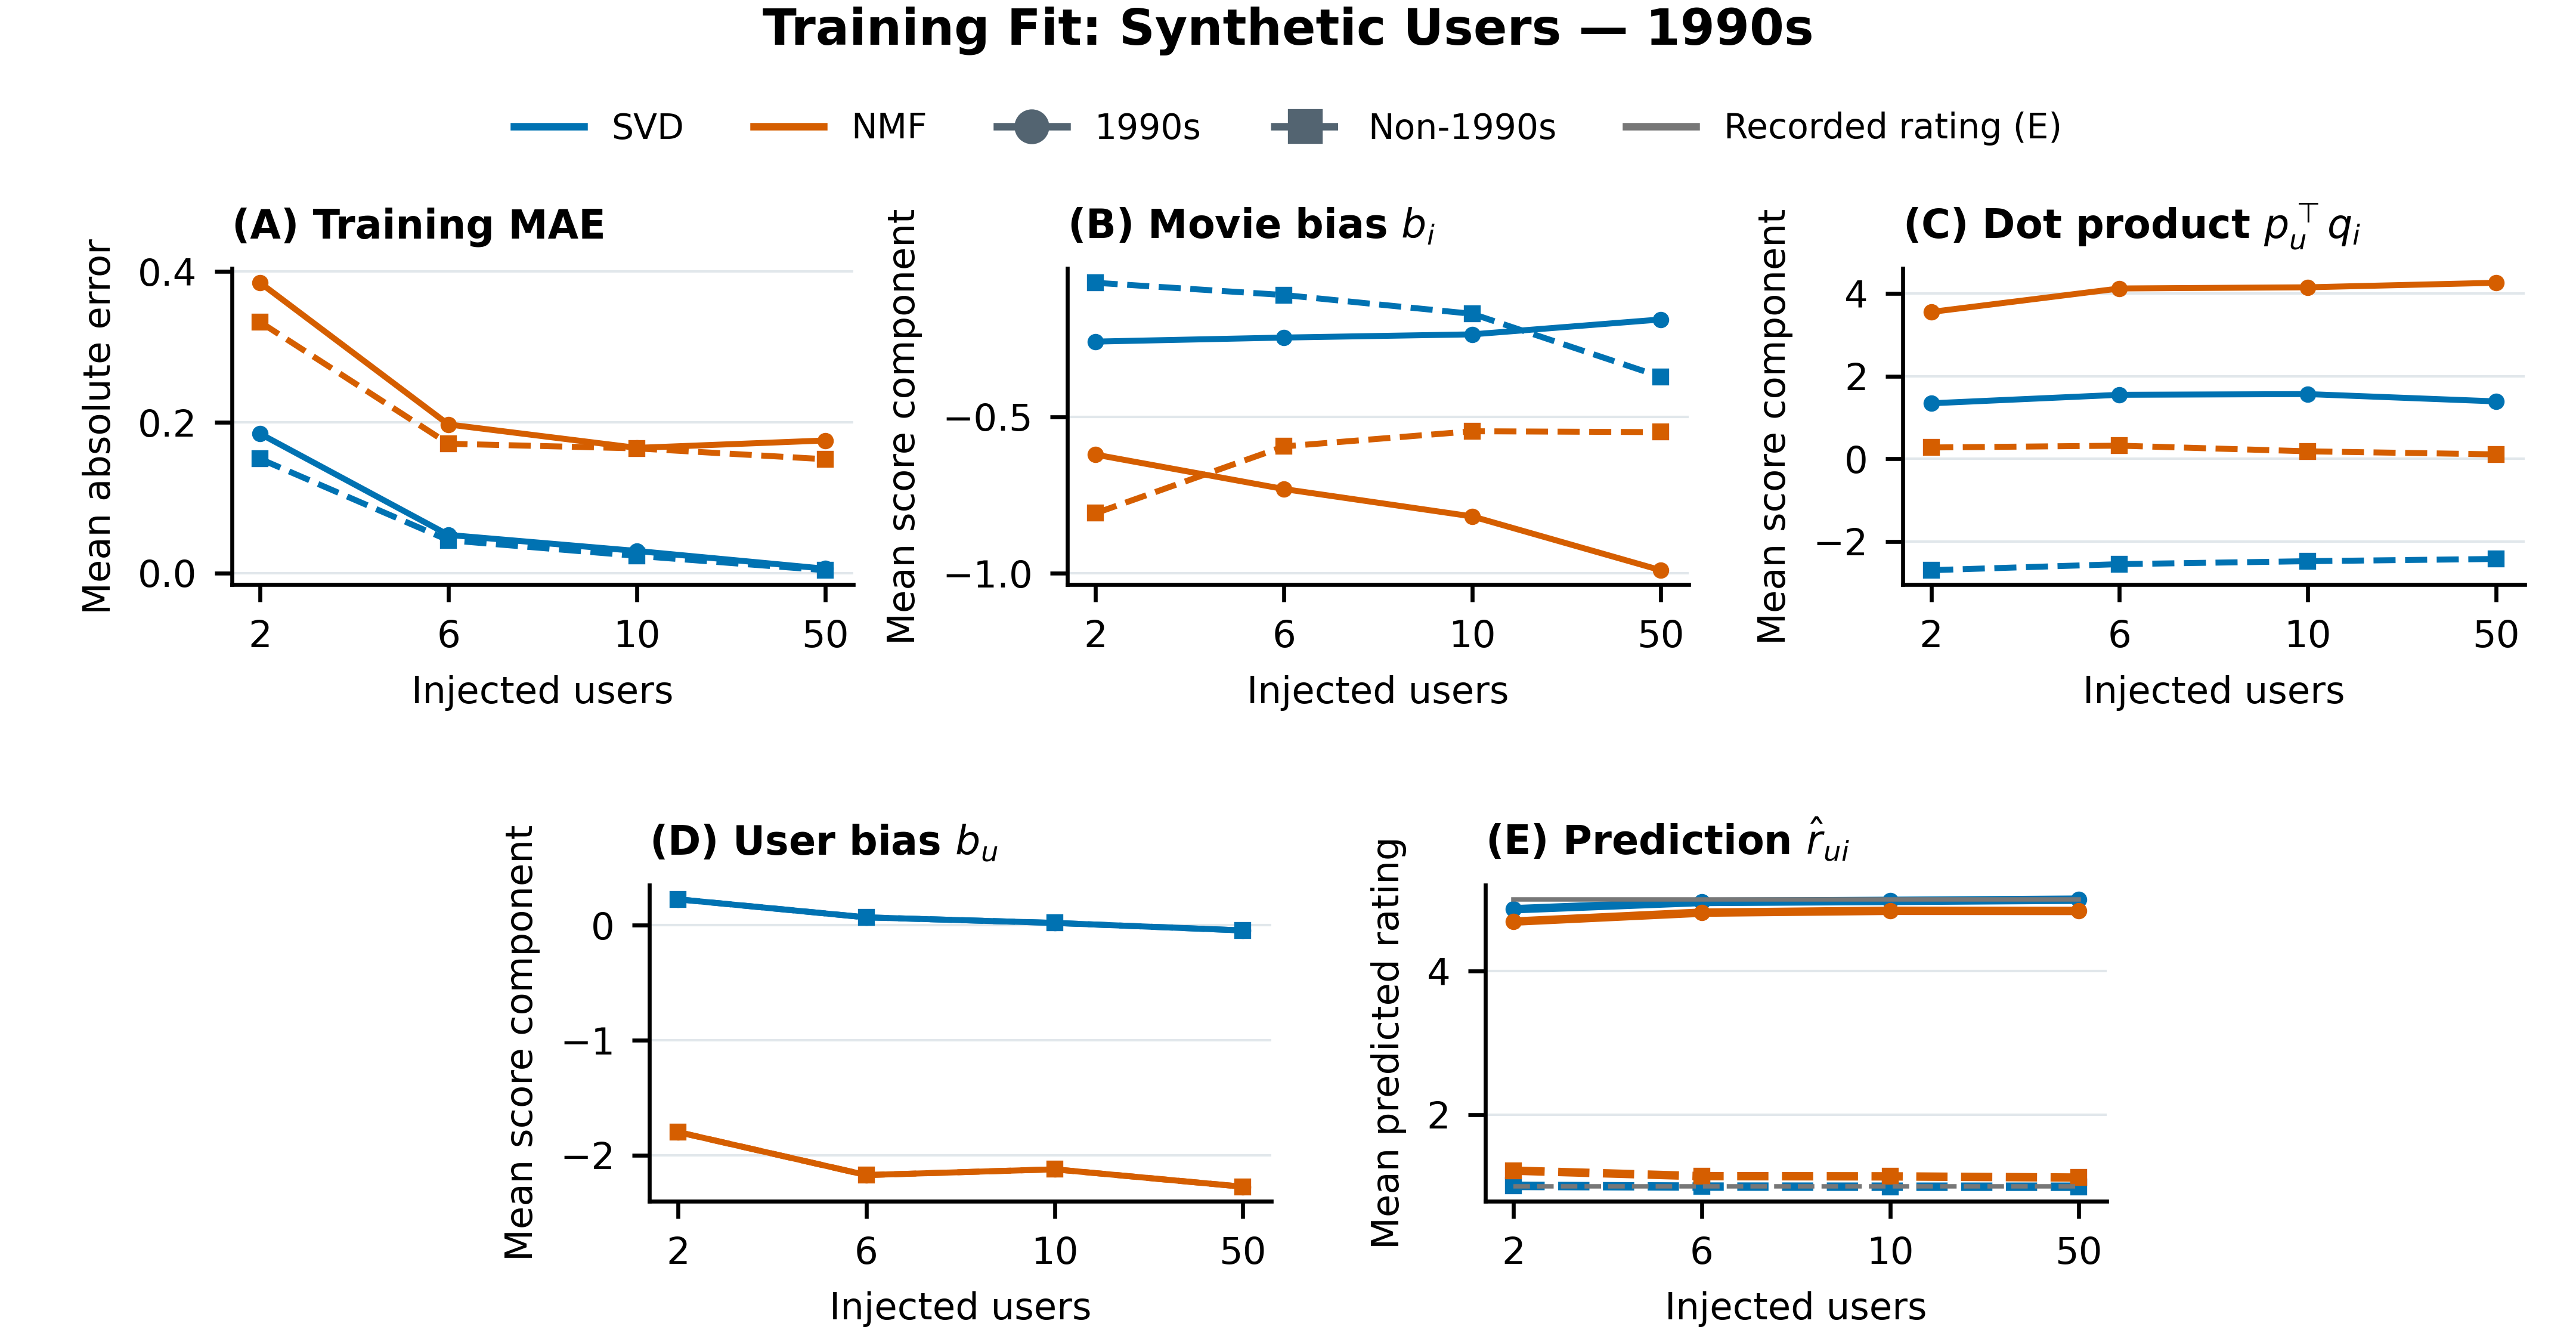 Training Fit: Synthetic Users — 1990s
SVD NMF 1990s Non-1990s Recorded rating (E)
(A) Training MAE
Mean absolute error
0.4
0.2
0.0
2 6 10 50
Injected users
(B) Movie bias b_i
Mean score component
−0.5
−1.0
2 6 10 50
Injected users
(C) Dot product p_u^⊤ q_i
Mean score component
4
2
0
−2
2 6 10 50
Injected users
(D) User bias b_u
Mean score component
0
−1
−2
2 6 10 50
Injected users
(E) Prediction r̂_ui
Mean predicted rating
4
2
2 6 10 50
Injected users